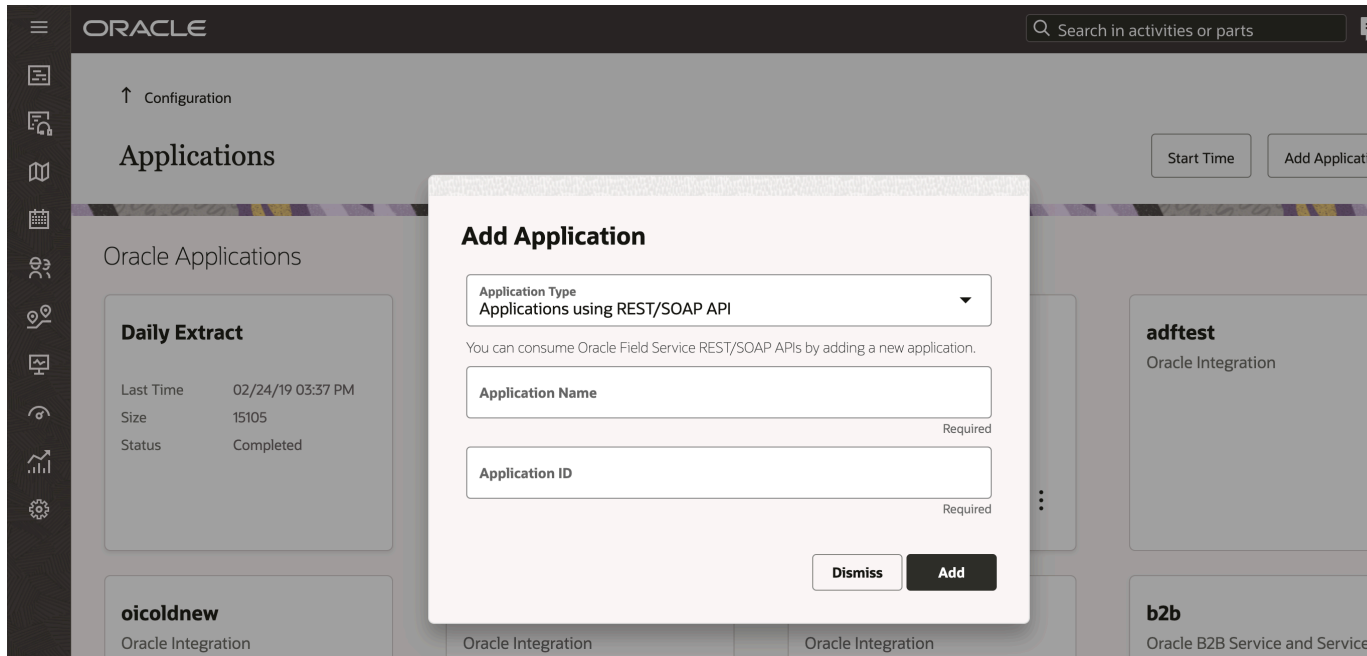 ORACLE
Search in activities or parts
Configuration
Applications
Start Time
Add Applicat
Oracle Applications
Daily Extract
Last Time 02/24/19 03:37 PM
Size 15105
Status Completed
Add Application
Application Type
Applications using REST/SOAP API
You can consume Oracle Field Service REST/SOAP APIs by adding a new application.
Application Name
Required
Application ID
Required
Dismiss
Add
adftest
Oracle Integration
oicoldnew
Oracle Integration
Oracle Integration
Oracle Integration
b2b
Oracle B2B Service and Service